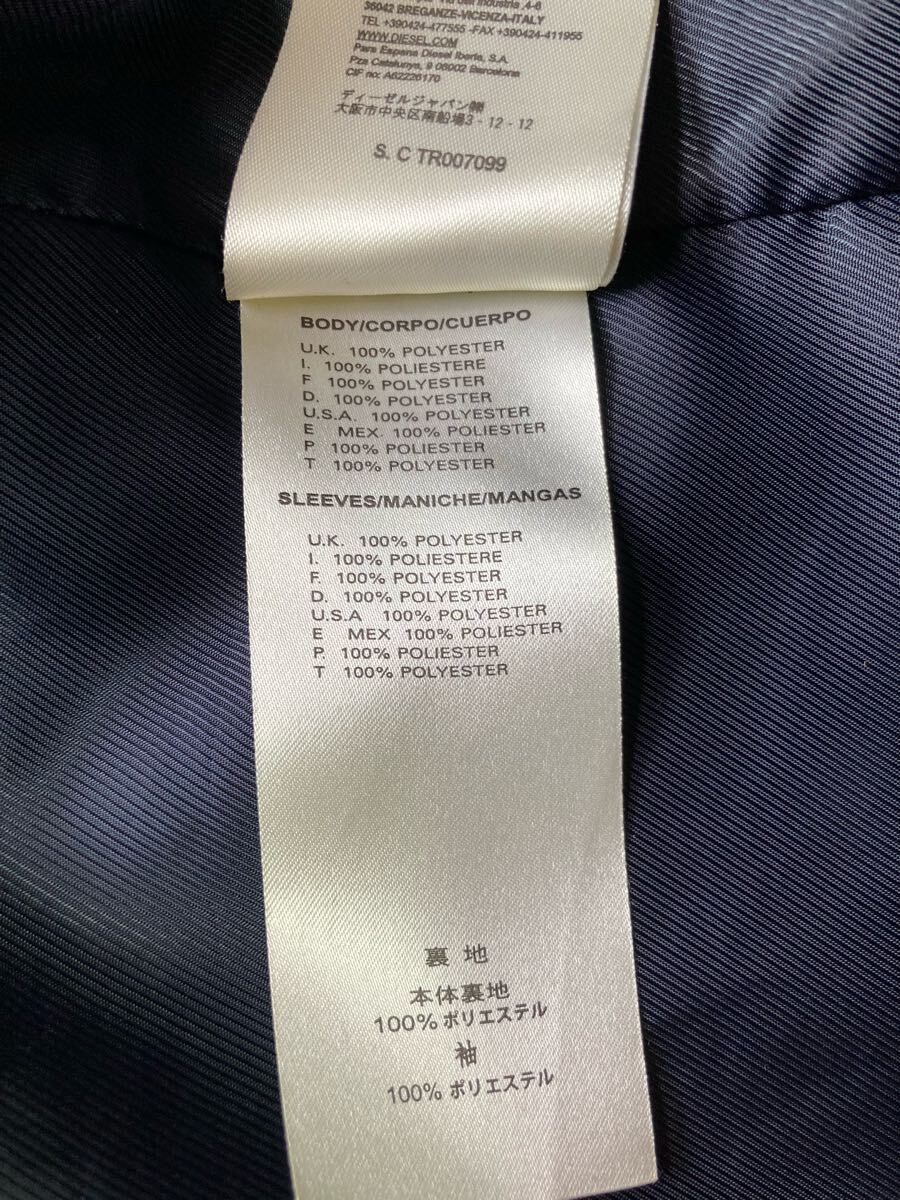 36042 BREGANZE-VICENZA-ITALY
TEL +390424-477555 -FAX +390424-411955
WWW.DIESEL.COM
Para Espana Diesel Iberia, S.A.
Pza Catalunya, 9 08002 Barcelona
CIF no: A62226170
ディーゼルジャパン㈱
大阪市中央区南船場3-12-12
S. C TR007099
BODY/CORPO/CUERPO
U.K. 100% POLYESTER
I. 100% POLIESTERE
F 100% POLYESTER
D. 100% POLYESTER
U.S.A. 100% POLYESTER
E MEX. 100% POLIESTER
P 100% POLIESTER
T 100% POLYESTER
SLEEVES/MANICHE/MANGAS
U.K. 100% POLYESTER
I. 100% POLIESTERE
F. 100% POLYESTER
D. 100% POLYESTER
U.S.A 100% POLYESTER
E MEX 100% POLIESTER
P. 100% POLIESTER
T 100% POLYESTER
裏 地
本体裏地
100% ポリエステル
袖
100% ポリエステル